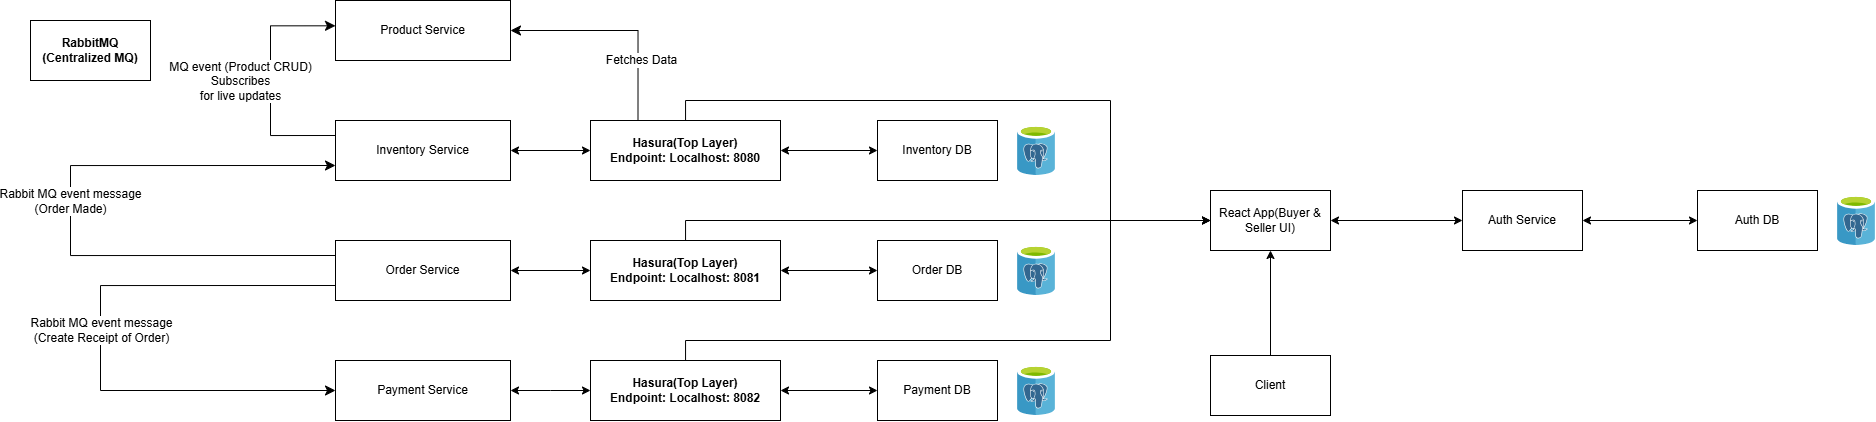 RabbitMQ
(Centralized MQ)
Product Service
MQ event (Product CRUD)
Subscribes
for live updates
Fetches Data
Inventory Service
Hasura(Top Layer)
Endpoint: Localhost: 8080
Inventory DB
Rabbit MQ event message
(Order Made)
Order Service
Hasura(Top Layer)
Endpoint: Localhost: 8081
Order DB
Rabbit MQ event message
(Create Receipt of Order)
Payment Service
Hasura(Top Layer)
Endpoint: Localhost: 8082
Payment DB
React App(Buyer &
Seller UI)
Auth Service
Auth DB
Client